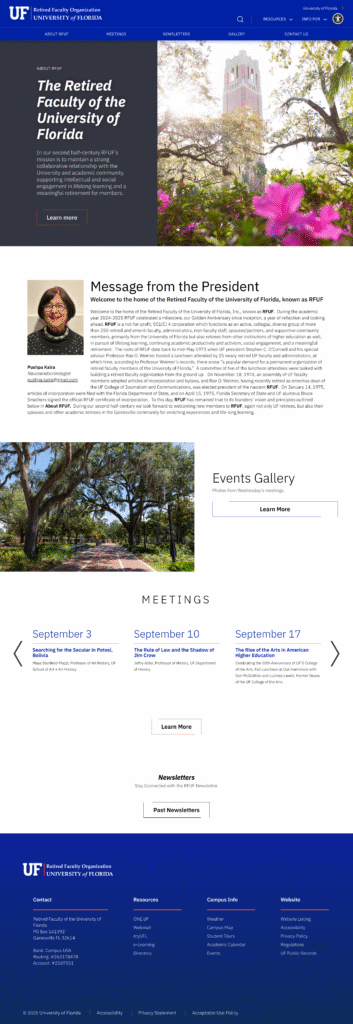 UF Retired Faculty Organization
UNIVERSITY of FLORIDA
University of Florida
RESOURCES
INFO FOR
ABOUT RFUF
MEETINGS
NEWSLETTERS
GALLERY
CONTACT US
ABOUT RFUF
The Retired
Faculty of the
University of
Florida
In our second half-century RFUF's
mission is to maintain a strong
collaborative relationship with the
University and academic community,
supporting intellectual and social
engagement in lifelong learning and a
meaningful retirement for members.
Learn more
Message from the President
Welcome to the home of the Retired Faculty of the University of Florida, known as RFUF
Welcome to the home of the Retired Faculty of the University of Florida, Inc., known as RFUF. During the academic
year 2024-2025 RFUF celebrated a milestone, our Golden Anniversary since inception, a year of reflection and looking
ahead. RFUF is a not-for-profit, 501(C) 4 corporation which functions as an active, collegial, diverse group of more
than 250 retired and emeriti faculty, administrators, non-faculty staff, spouses/partners, and supportive community
members, primarily from the University of Florida but also retirees from other institutions of higher education as well,
in pursuit of lifelong learning, continuing academic productivity and activism, social engagement, and a meaningful
retirement. The roots of RFUF date back to mid-May 1973 when UF president Stephen C. O'Connell and his special
advisor Professor Rae O. Weimer hosted a luncheon attended by 25 newly retired UF faculty and administrators, at
which time, according to Professor Weimer's records, there arose "a popular demand for a permanent organization of
retired faculty members of the University of Florida." A committee of five of the luncheon attendees were tasked with
building a retired faculty organization from the ground up. On November 18, 1974, an assembly of UF faculty
members adopted articles of incorporation and bylaws, and Rae O. Weimer, having recently retired as emeritus dean of
the UF College of Journalism and Communications, was elected president of the nascent RFUF. On January 14, 1975,
articles of incorporation were filed with the Florida Department of State, and on April 15, 1975, Florida Secretary of State and UF alumnus Bruce
Smathers signed the official RFUF certificate of incorporation. To this day, RFUF has remained true to its founders' vision and principles outlined
below in About RFUF. During our second half-century we look forward to welcoming new members to RFUF, again not only UF retirees, but also their
spouses and other academic retirees in the Gainesville community for enriching experiences and life-long learning.
Pushpa Kalra
Events Gallery
Photos from Wednesday's meetings.
Learn More
MEETINGS
September 3
Searching for the Secular in Potosí,
Bolivia
School of Art + Art History
September 10
The Rule of Law and the Shadow of
Jim Crow
Jeffry Adler, Professor of History, UF Department
of History
September 17
The Rise of the Arts in American
Higher Education
Celebrating the 50th Anniversary of UF'S College
of the Arts. Fall Luncheon at Oak Hammock with
of the UF College of the Arts.
Learn More
Newsletters
Stay Connected with the RFUF Newsletter
Past Newsletters
UF Retired Faculty Organization
UNIVERSITY of FLORIDA
Contact
Retired Faculty of the University of
Florida
PO Box 141992
Gainesville FL 32614
Bank: Campus USA
Resources
ONE.UF
Webmail
myUFL
e-Learning
Directory
Campus Info
Weather
Campus Map
Student Tours
Academic Calendar
Events
Website
Website Listing
Accessibility
Privacy Policy
Regulations
UF Public Records
© 2025 University of Florida
Accessibility
Privacy Statement
Acceptable Use Policy